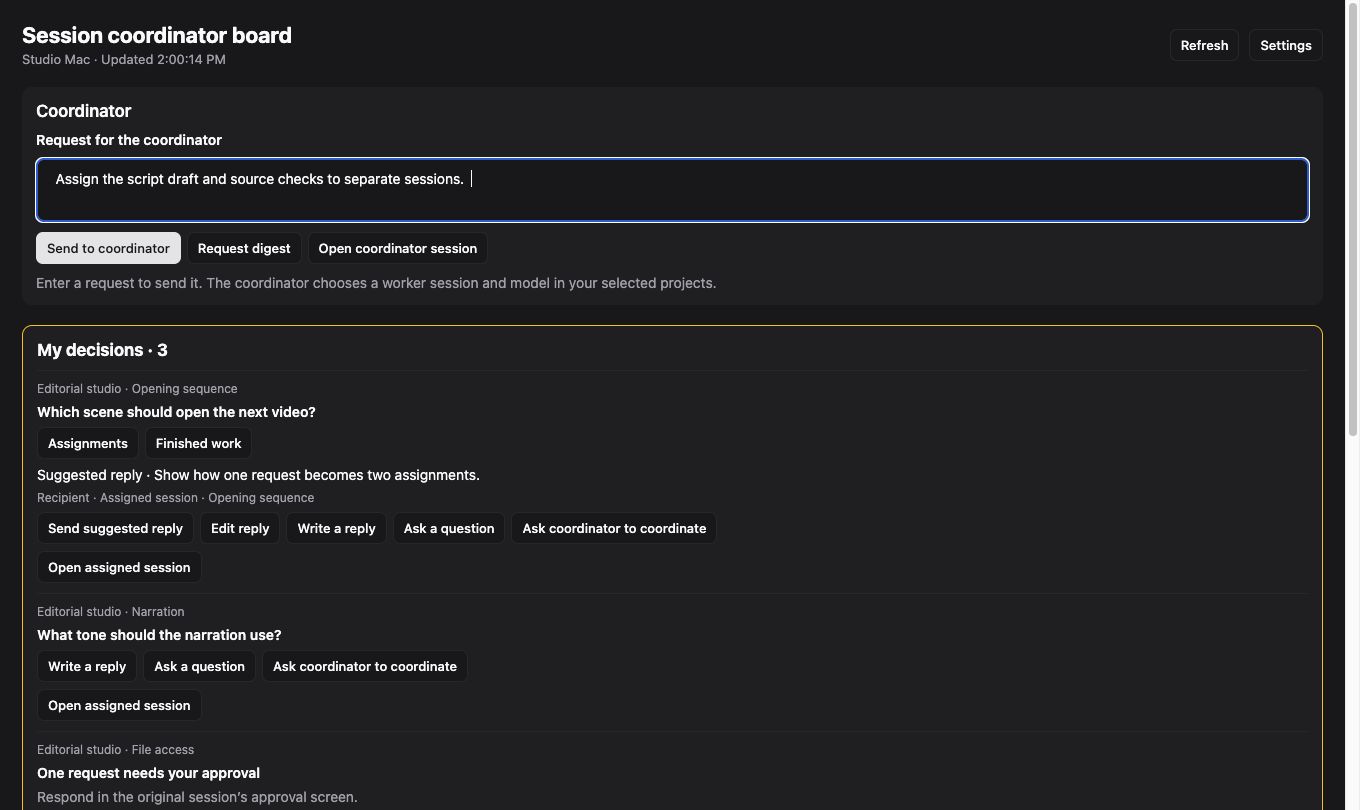 Session coordinator board
Studio Mac · Updated 2:00:14 PM
Refresh
Settings
Coordinator
Request for the coordinator
Assign the script draft and source checks to separate sessions.
Send to coordinator
Request digest
Open coordinator session
Enter a request to send it. The coordinator chooses a worker session and model in your selected projects.
My decisions · 3
Editorial studio · Opening sequence
Which scene should open the next video?
Assignments
Finished work
Suggested reply · Show how one request becomes two assignments.
Recipient · Assigned session · Opening sequence
Send suggested reply
Edit reply
Write a reply
Ask a question
Ask coordinator to coordinate
Open assigned session
Editorial studio · Narration
What tone should the narration use?
Write a reply
Ask a question
Ask coordinator to coordinate
Open assigned session
Editorial studio · File access
One request needs your approval
Respond in the original session’s approval screen.